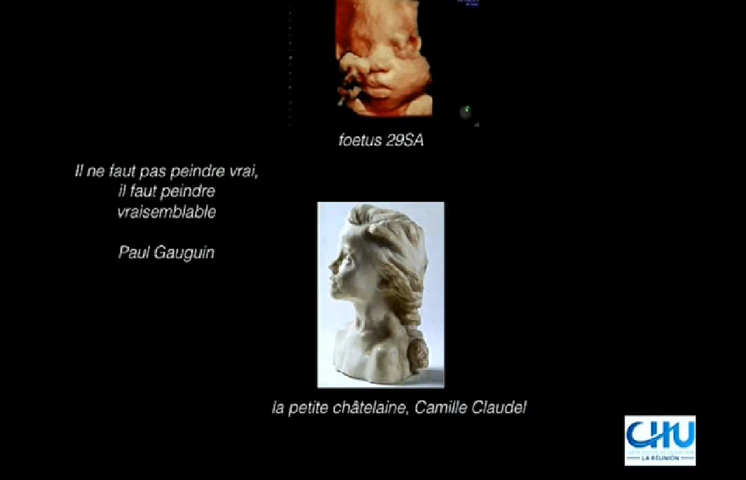 foetus 29SA
Il ne faut pas peindre vrai,
il faut peindre
vraisemblable
Paul Gauguin
la petite châtelaine, Camille Claudel
CHU
LA RÉUNION